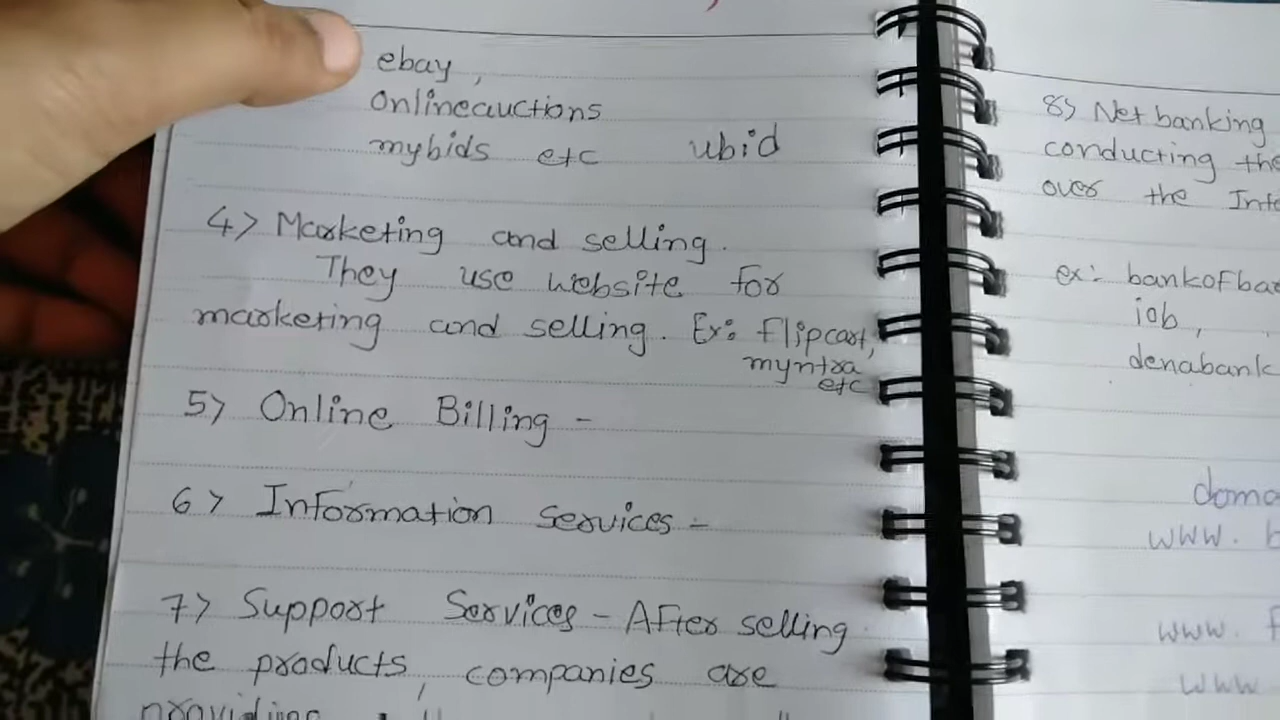 ebay,
Onlineauctions
mybids etc ubid
4> Marketing and selling.
They use website for
marketing and selling. Ex: flipcart,
myntra
etc
5> Online Billing -
6> Information Services -
7> Support Services - After selling
the products, companies are
providing
8> Net banking
conducting the
over the Inte
ex:- bankofba
iob,
denabank
doma
www. b
www. f
www